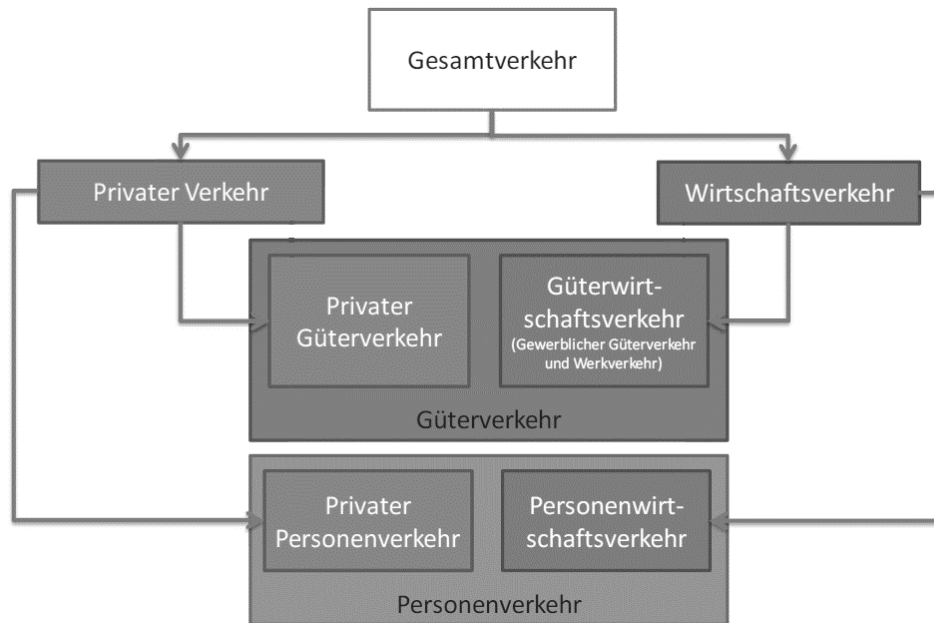 Gesamtverkehr
Privater Verkehr
Wirtschaftsverkehr
Privater
Güterverkehr
Güterwirt-
schaftsverkehr
(Gewerblicher Güterverkehr
und Werkverkehr)
Güterverkehr
Privater
Personenverkehr
Personenwirt-
schaftsverkehr
Personenverkehr